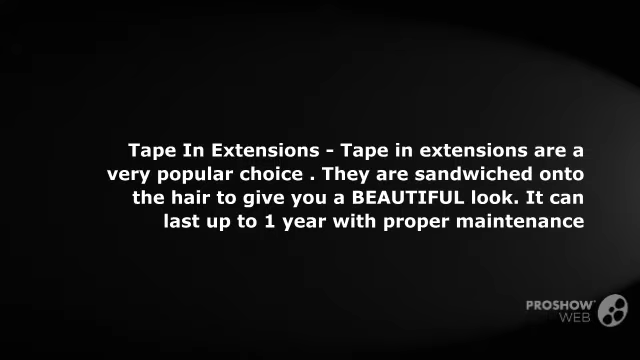 Tape In Extensions - Tape in extensions are a
very popular choice . They are sandwiched onto
the hair to give you a BEAUTIFUL look. It can
last up to 1 year with proper maintenance
PROSHOW™
WEB